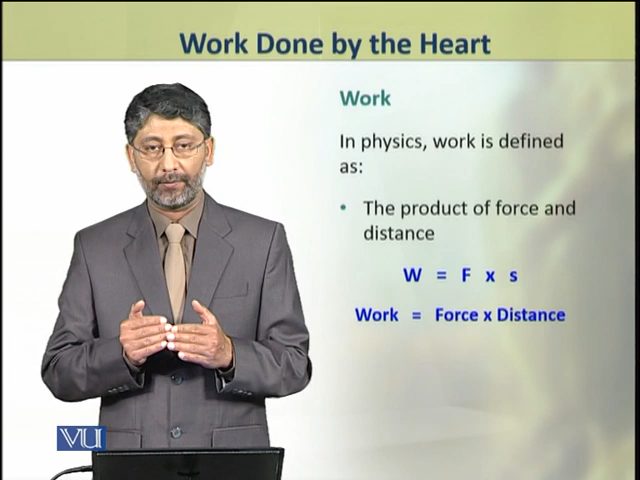 Work Done by the Heart
Work
In physics, work is defined
as:
• The product of force and
distance
W = F x s
Work = Force x Distance
VU